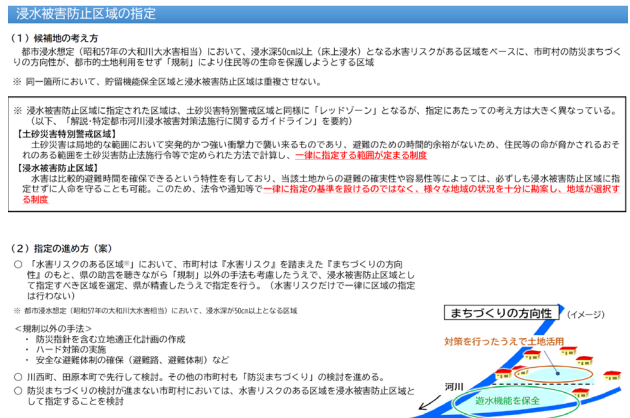 浸水被害防止区域の指定
（１）候補地の考え方
都市浸水想定（昭和57年の大和川大水害相当）において、浸水深50cm以上（床上浸水）となる水害リスクがある区域をベースに、市町村の防災まちづく
りの方向性が、都市的土地利用をせず「規制」により住民等の生命を保護しようとする区域
※ 同一箇所において、貯留機能保全区域と浸水被害防止区域は重複させない。
※ 浸水被害防止区域に指定された区域は、土砂災害特別警戒区域と同様に「レッドゾーン」となるが、指定にあたっての考え方は大きく異なっている。
（以下、「解説・特定都市河川浸水被害対策法施行に関するガイドライン」を要約）
【土砂災害特別警戒区域】
土砂災害は局地的な範囲において突発的かつ強い衝撃力で襲い来るものであり、避難のための時間的余裕がないため、住民等の命が脅かされるおそ
れのある範囲を土砂災害防止法施行令等で定められた方法で計算し、一律に指定する範囲が定まる制度
【浸水被害防止区域】
水害は比較的避難時間を確保できるという特性を有しており、当該土地からの避難の確実性や容易性等によっては、必ずしも浸水被害防止区域に指
定せずに人命を守ることも可能。このため、法令や通知等で一律に指定の基準を設けるのではなく、様々な地域の状況を十分に勘案し、地域が選択す
る制度
（２）指定の進め方（案）
○ 「水害リスクのある区域※」において、市町村は『水害リスク』を踏まえた『まちづくりの方向
性』のもと、県の助言を聴きながら「規制」以外の手法も考慮したうえで、浸水被害防止区域とし
て指定すべき区域を選定、県が精査したうえで指定を行う。（水害リスクだけで一律に区域の指定
は行わない）
※ 都市浸水想定（昭和57年の大和川大水害相当）において、浸水深が50cm以上となる区域
＜規制以外の手法＞
・ 防災指針を含む立地適正化計画の作成
・ ハード対策の実施
・ 安全な避難体制の確保（避難路、避難体制）など
○ 川西町、田原本町で先行して検討。その他の市町村も「防災まちづくり」の検討を進める。
○ 防災まちづくりの検討が進まない市町村においては、水害リスクのある区域を浸水被害防止区域と
して指定することを検討
まちづくりの方向性（イメージ）
対策を行ったうえで土地活用
河川
遊水機能を保全